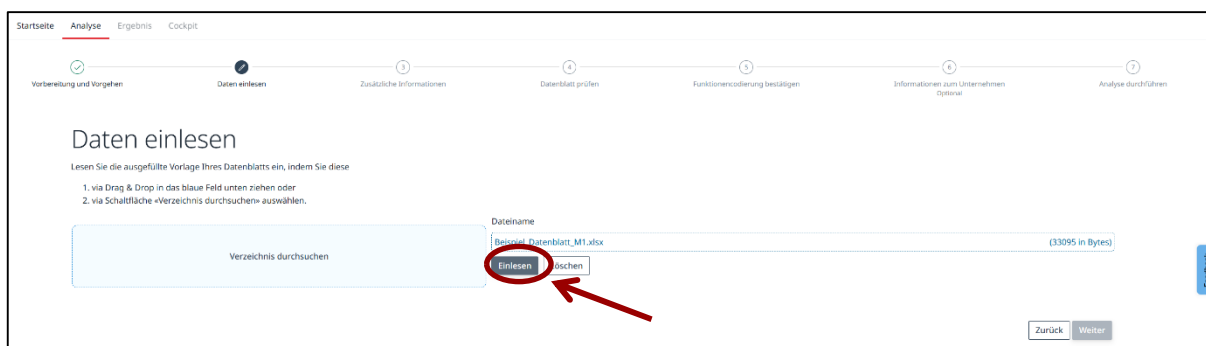 Startseite Analyse Ergebnis Cockpit
3 4 5 6 7
Vorbereitung und Vorgehen Daten einlesen Zusätzliche Informationen Datenblatt prüfen Funktionencodierung bestätigen Informationen zum Unternehmen Analyse durchführen
Optional
Daten einlesen
Lesen Sie die ausgefüllte Vorlage Ihres Datenblatts ein, indem Sie diese
1. via Drag & Drop in das blaue Feld unten ziehen oder
2. via Schaltfläche «Verzeichnis durchsuchen» auswählen.
Dateiname
Beispiel_Datenblatt_M1.xlsx (33095 in Bytes)
Verzeichnis durchsuchen
Einlesen Löschen
Zurück Weiter